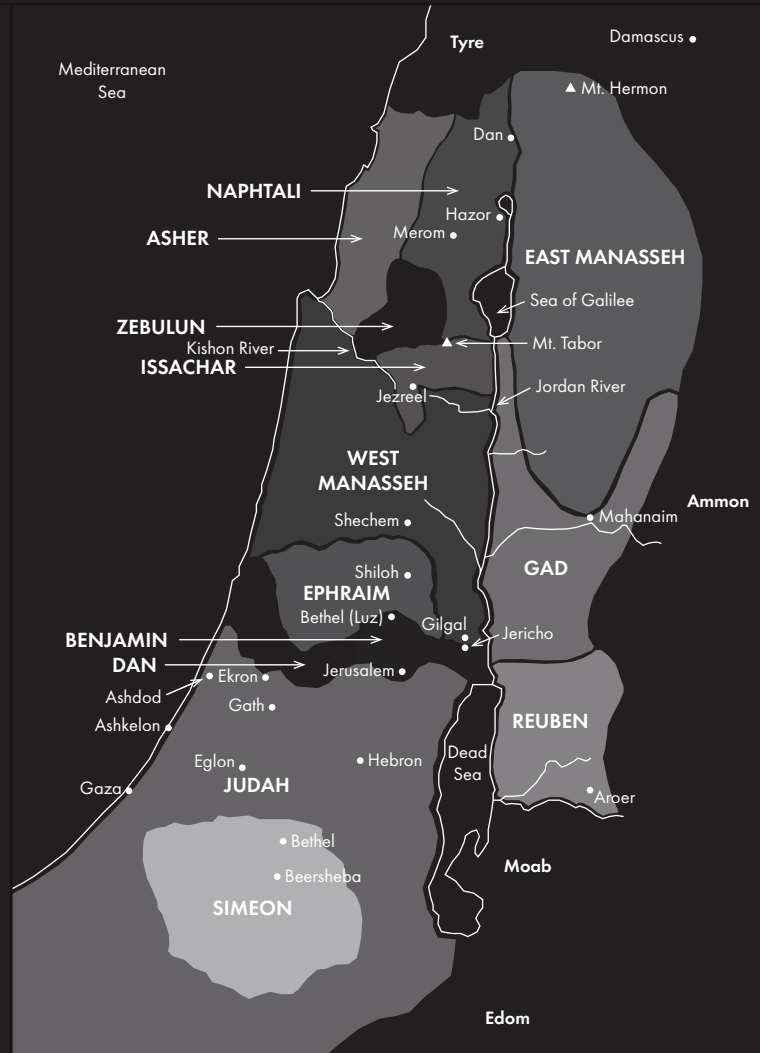 Tyre
Damascus
Mediterranean
Sea
Mt. Hermon
Dan
NAPHTALI
Hazor
Merom
ASHER
EAST MANASSEH
Sea of Galilee
ZEBULUN
Kishon River
Mt. Tabor
ISSACHAR
Jordan River
Jezreel
WEST
MANASSEH
Ammon
Mahanaim
Shechem
GAD
Shiloh
EPHRAIM
Bethel (Luz)
Gilgal
Jericho
BENJAMIN
DAN
Jerusalem
Ekron
Ashdod
Gath
REUBEN
Ashkelon
Dead
Sea
Hebron
Eglon
JUDAH
Gaza
Aroer
Bethel
Moab
Beersheba
SIMEON
Edom